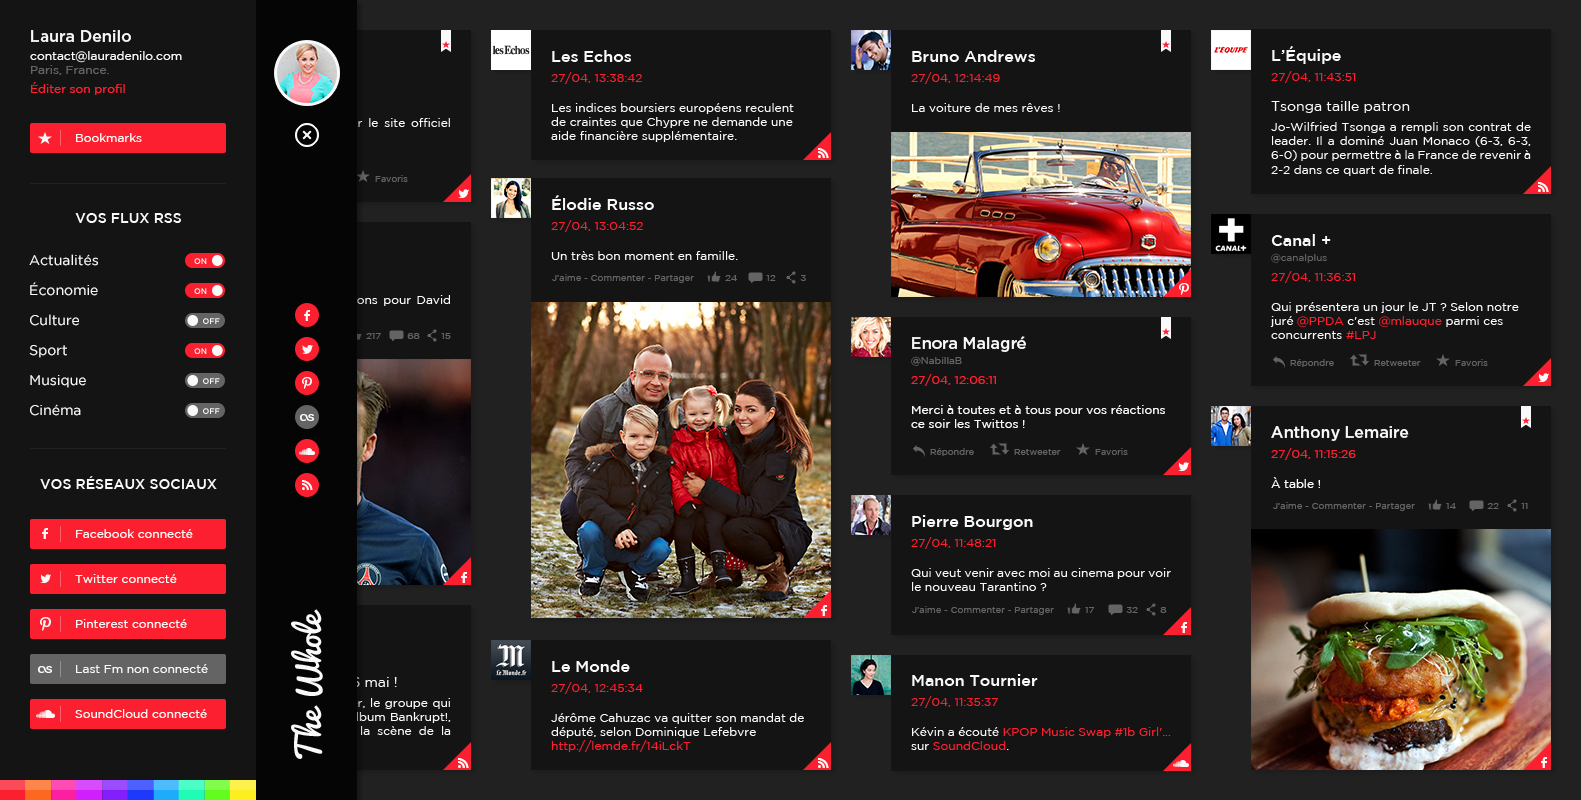 Laura Denilo
contact@lauradenilo.com
Paris, France.
Éditer son profil
Bookmarks
VOS FLUX RSS
Actualités ON
Économie ON
Culture OFF
Sport ON
Musique OFF
Cinéma OFF
VOS RÉSEAUX SOCIAUX
Facebook connecté
Twitter connecté
Pinterest connecté
Last Fm non connecté
SoundCloud connecté
The Whole
r le site officiel
Favoris
ons pour David
217 68 15
6 mai !
r, le groupe qui
lbum Bankrupt!,
la scène de la
les Echos
Les Echos
27/04, 13:38:42
Les indices boursiers européens reculent
de craintes que Chypre ne demande une
aide financière supplémentaire.
Élodie Russo
27/04, 13:04:52
Un très bon moment en famille.
J'aime - Commenter - Partager 24 12 3
M
Le Monde.fr
Le Monde
27/04, 12:45:34
Jérôme Cahuzac va quitter son mandat de
député, selon Dominique Lefebvre
http://lemde.fr/14iLckT
Bruno Andrews
27/04, 12:14:49
La voiture de mes rêves !
Enora Malagré
@NabillaB
27/04, 12:06:11
Merci à toutes et à tous pour vos réactions
ce soir les Twittos !
Répondre Retweeter Favoris
Pierre Bourgon
27/04, 11:48:21
Qui veut venir avec moi au cinema pour voir
le nouveau Tarantino ?
J'aime - Commenter - Partager 17 32 8
Manon Tournier
27/04, 11:35:37
Kévin a écouté KPOP Music Swap #1b Girl'...
sur SoundCloud.
L'EQUIPE
L'Équipe
27/04, 11:43:51
Tsonga taille patron
Jo-Wilfried Tsonga a rempli son contrat de
leader. Il a dominé Juan Monaco (6-3, 6-3,
6-0) pour permettre à la France de revenir à
2-2 dans ce quart de finale.
CANAL+
Canal +
@canalplus
27/04, 11:36:31
Qui présentera un jour le JT ? Selon notre
juré @PPDA c'est @mlauque parmi ces
concurrents #LPJ
Répondre Retweeter Favoris
Anthony Lemaire
27/04, 11:15:26
À table !
J'aime - Commenter - Partager 14 22 11